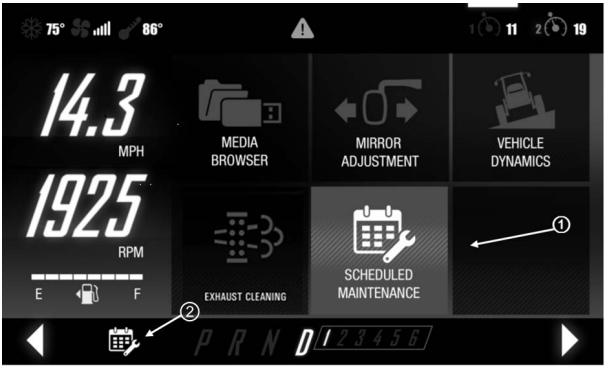 75° 86° 1 11 2 19
14.3
MPH
MEDIA
BROWSER
MIRROR
ADJUSTMENT
VEHICLE
DYNAMICS
1925
RPM
E F
EXHAUST CLEANING
SCHEDULED
MAINTENANCE
1
2
P R N D 1 2 3 4 5 6